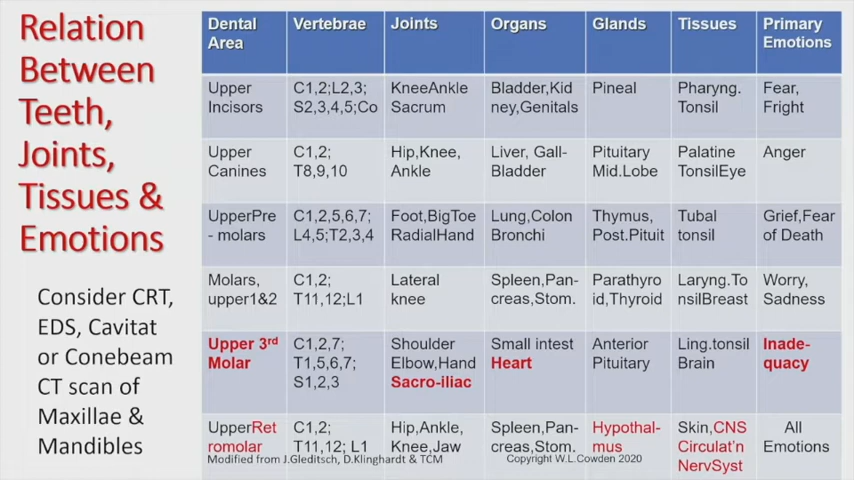 Relation
Between
Teeth,
Joints,
Tissues &
Emotions
Consider CRT,
EDS, Cavitat
or Conebeam
CT scan of
Maxillae &
Mandibles
Dental Area Vertebrae Joints Organs Glands Tissues Primary Emotions
Upper Incisors C1,2;L2,3; S2,3,4,5;Co KneeAnkle Sacrum Bladder,Kid ney,Genitals Pineal Pharyng. Tonsil Fear, Fright
Upper Canines C1,2; T8,9,10 Hip,Knee, Ankle Liver, Gall- Bladder Pituitary Mid.Lobe Palatine TonsilEye Anger
UpperPre - molars C1,2,5,6,7; L4,5;T2,3,4 Foot,BigToe RadialHand Lung,Colon Bronchi Thymus, Post.Pituit Tubal tonsil Grief,Fear of Death
Molars, upper1&2 C1,2; T11,12;L1 Lateral knee Spleen,Pan- creas,Stom. Parathyro id,Thyroid Laryng.To nsilBreast Worry, Sadness
Upper 3rd Molar C1,2,7; T1,5,6,7; S1,2,3 Shoulder Elbow,Hand Sacro-iliac Small intest Heart Anterior Pituitary Ling.tonsil Brain Inade- quacy
UpperRet romolar C1,2; T11,12; L1 Hip,Ankle, Knee,Jaw Spleen,Pan- creas,Stom. Hypothal- mus Skin,CNS Circulat'n NervSyst All Emotions
Modified from J.Gleditsch, D.Klinghardt & TCM
Copyright W.L.Cowden 2020